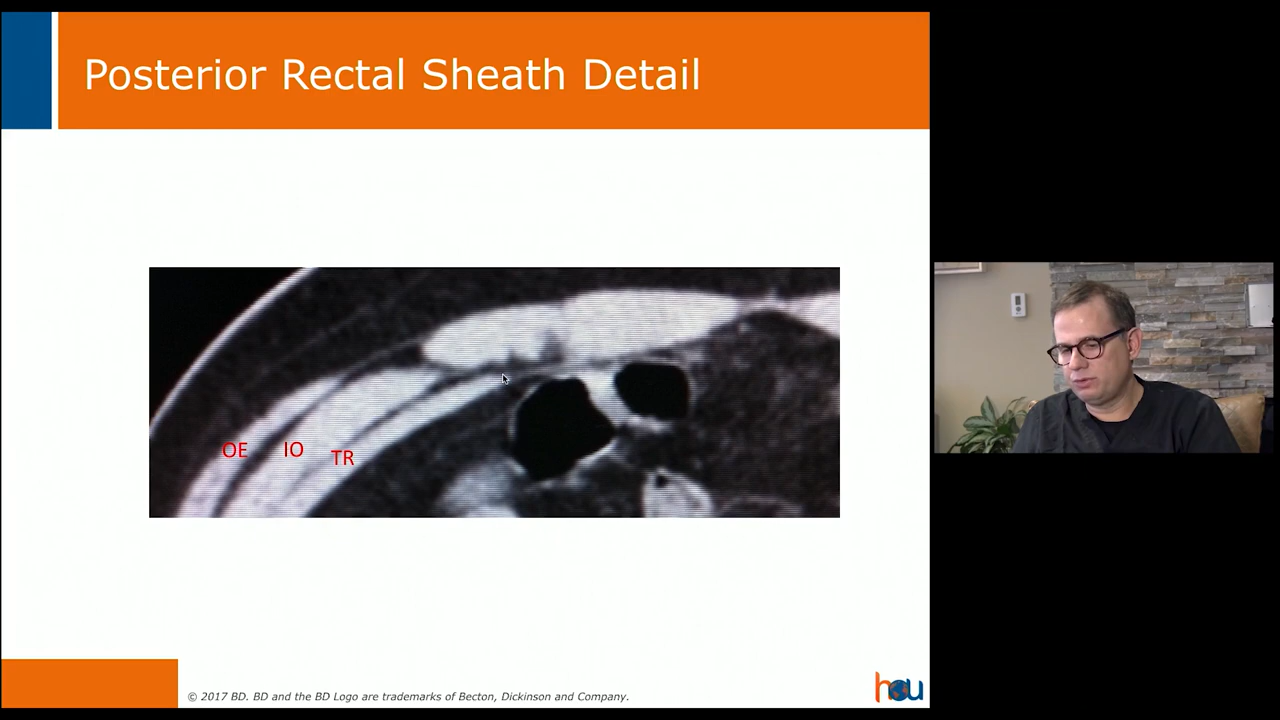 Posterior Rectal Sheath Detail
OE IO TR
© 2017 BD. BD and the BD Logo are trademarks of Becton, Dickinson and Company.
hou